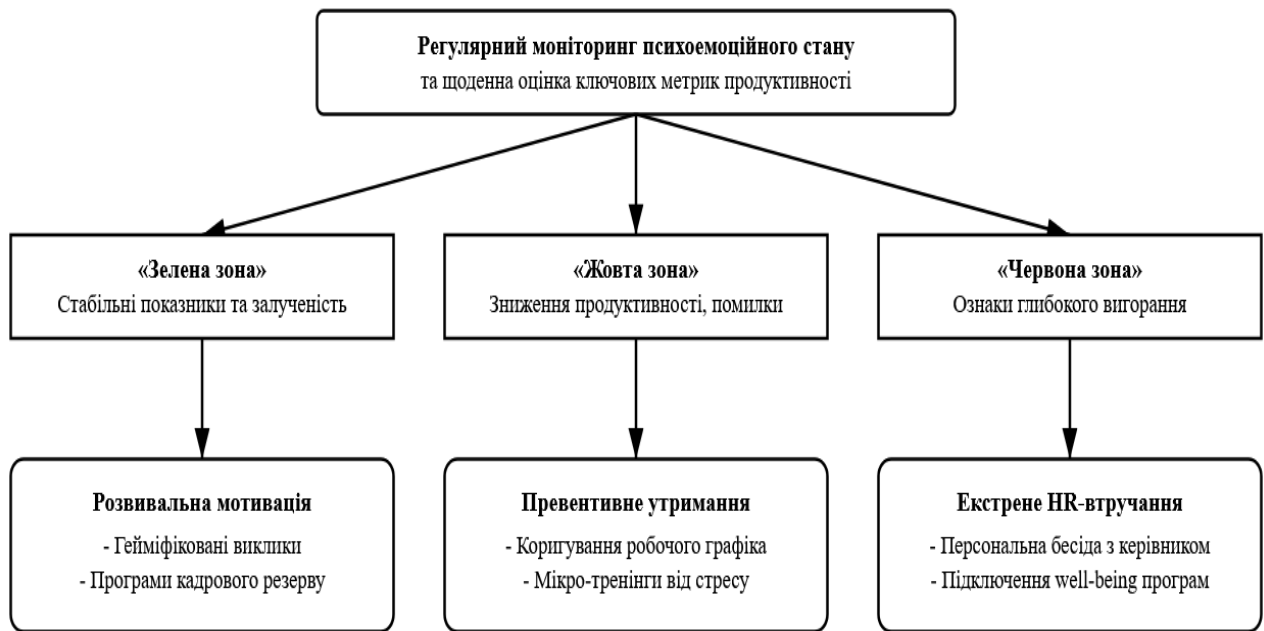 Регулярний моніторинг психоемоційного стану
та щоденна оцінка ключових метрик продуктивності
«Зелена зона»
Стабільні показники та залученість
«Жовта зона»
Зниження продуктивності, помилки
«Червона зона»
Ознаки глибокого вигорання
Розвивальна мотивація
- Гейміфіковані виклики
- Програми кадрового резерву
Превентивне утримання
- Коригування робочого графіка
- Мікро-тренінги від стресу
Екстрене HR-втручання
- Персональна бесіда з керівником
- Підключення well-being програм